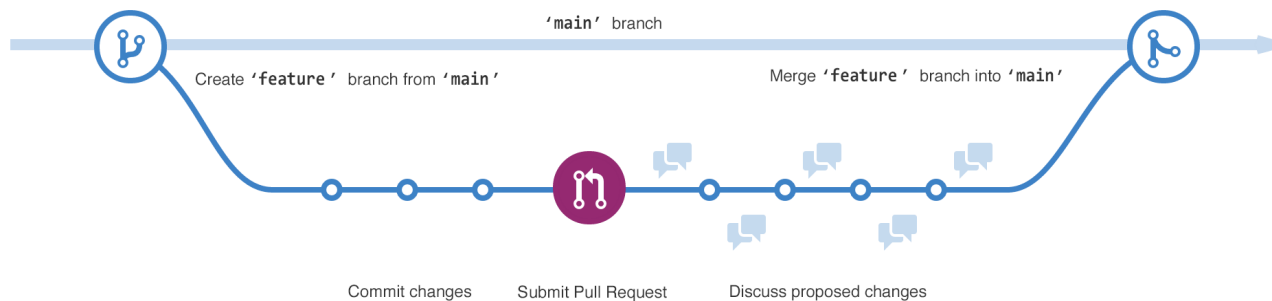 ‘main’ branch
Create ‘feature’ branch from ‘main’
Merge ‘feature’ branch into ‘main’
Commit changes
Submit Pull Request
Discuss proposed changes